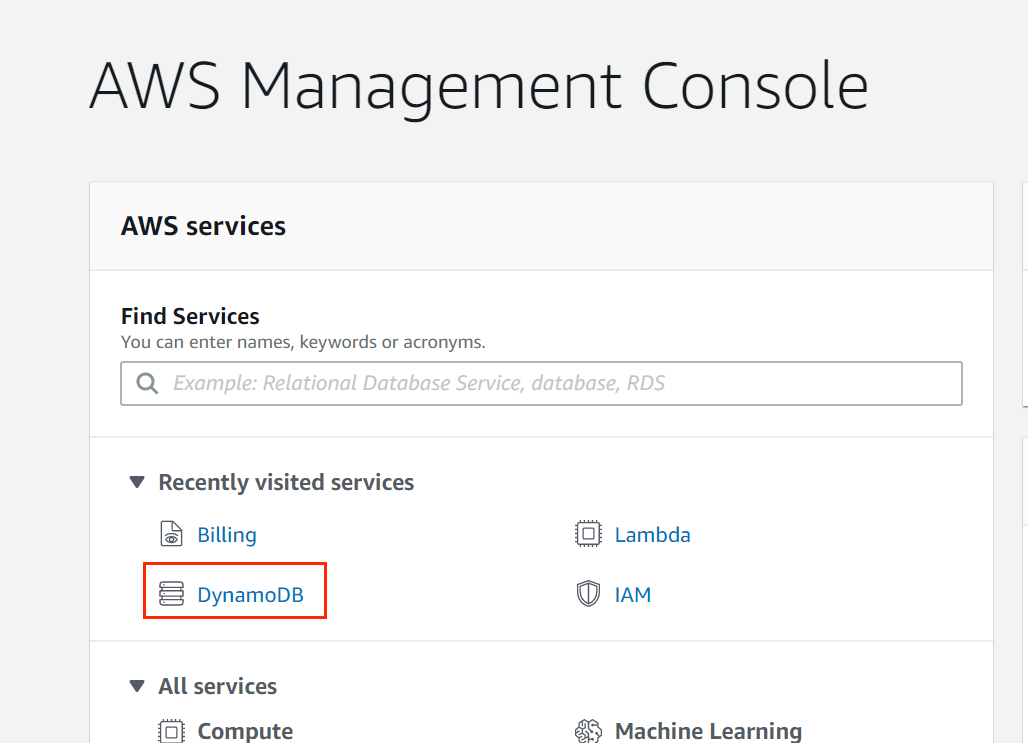 AWS Management Console
AWS services
Find Services
You can enter names, keywords or acronyms.
Example: Relational Database Service, database, RDS
Recently visited services
Billing
Lambda
DynamoDB
IAM
All services
Compute
Machine Learning